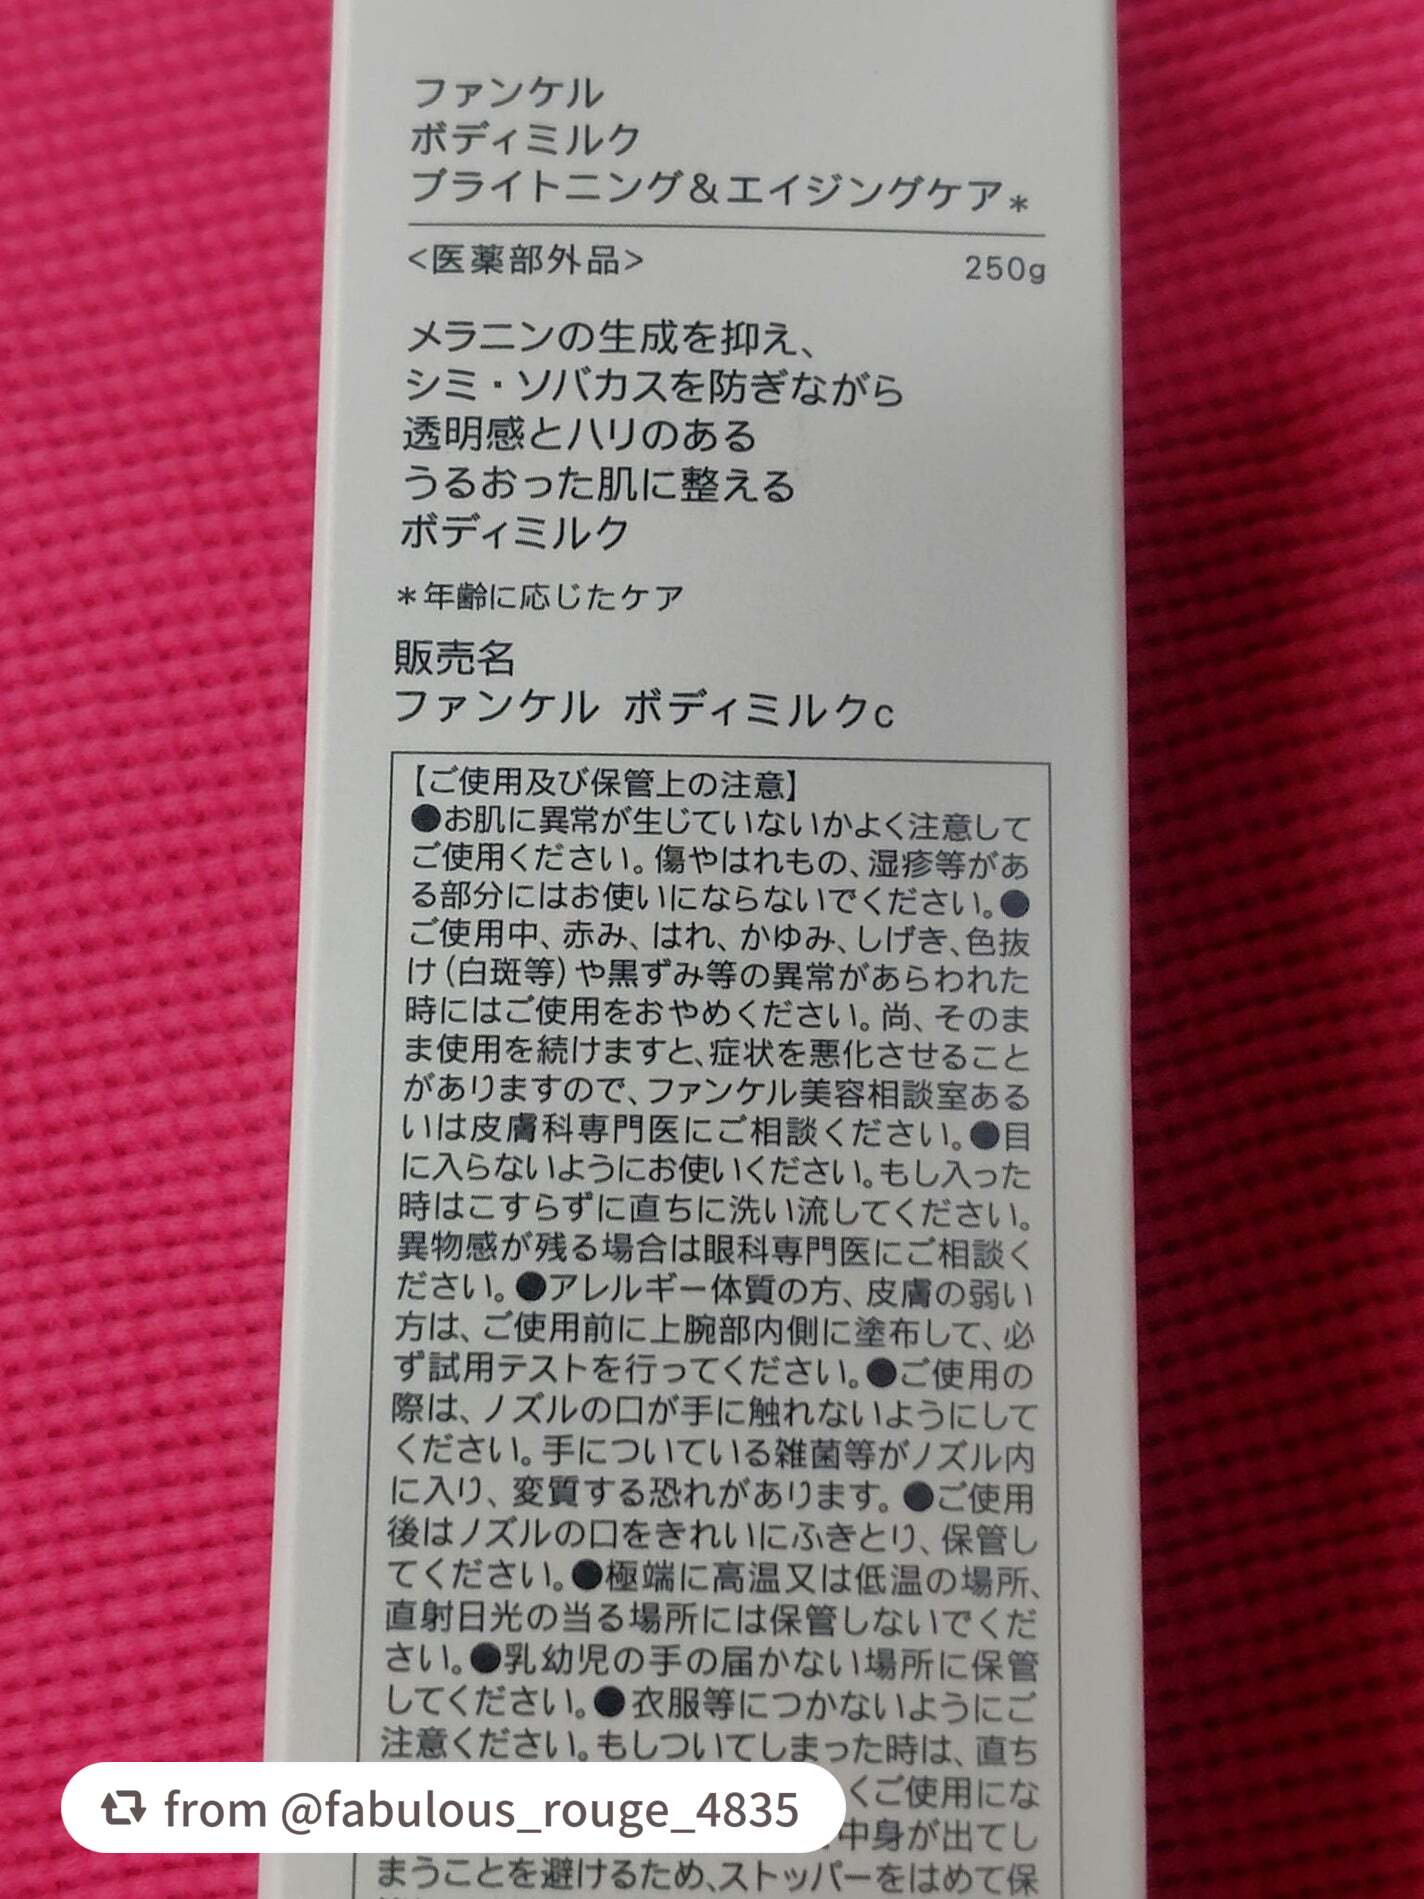 ファンケル
ボディミルク
ブライトニング&エイジングケア*
<医薬部外品> 250g
メラニンの生成を抑え、
シミ・ソバカスを防ぎながら
透明感とハリのある
うるおった肌に整える
ボディミルク
*年齢に応じたケア
販売名
ファンケル ボディミルクc
【ご使用及び保管上の注意】
●お肌に異常が生じていないかよく注意して
ご使用ください。傷やはれもの、湿疹等があ
る部分にはお使いにならないでください。●
ご使用中、赤み、はれ、かゆみ、しげき、色抜
け(白斑等)や黒ずみ等の異常があらわれた
時にはご使用をおやめください。尚、そのま
ま使用を続けますと、症状を悪化させること
がありますので、ファンケル美容相談室ある
いは皮膚科専門医にご相談ください。●目
に入らないようにお使いください。もし入った
時はこすらずに直ちに洗い流してください。
異物感が残る場合は眼科専門医にご相談く
ださい。●アレルギー体質の方、皮膚の弱い
方は、ご使用前に上腕部内側に塗布して、必
ず試用テストを行ってください。●ご使用の
際は、ノズルの口が手に触れないようにして
ください。手についている雑菌等がノズル内
に入り、変質する恐れがあります。●ご使用
後はノズルの口をきれいにふきとり、保管し
てください。●極端に高温又は低温の場所、
直射日光の当る場所には保管しないでくだ
さい。●乳幼児の手の届かない場所に保管
してください。●衣服等につかないようにご
注意ください。もしついてしまった時は、直ち
くご使用にな
from @fabulous_rouge_4835
中身が出てし
まうことを避けるため、ストッパーをはめて保